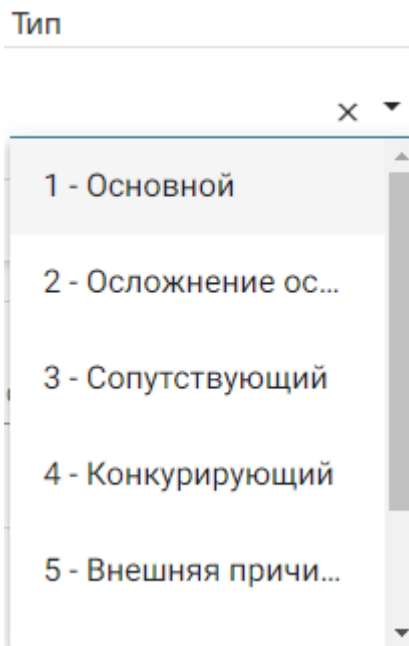 Тип
1 - Основной
2 - Осложнение ос...
3 - Сопутствующий
4 - Конкурирующий
5 - Внешняя причи...